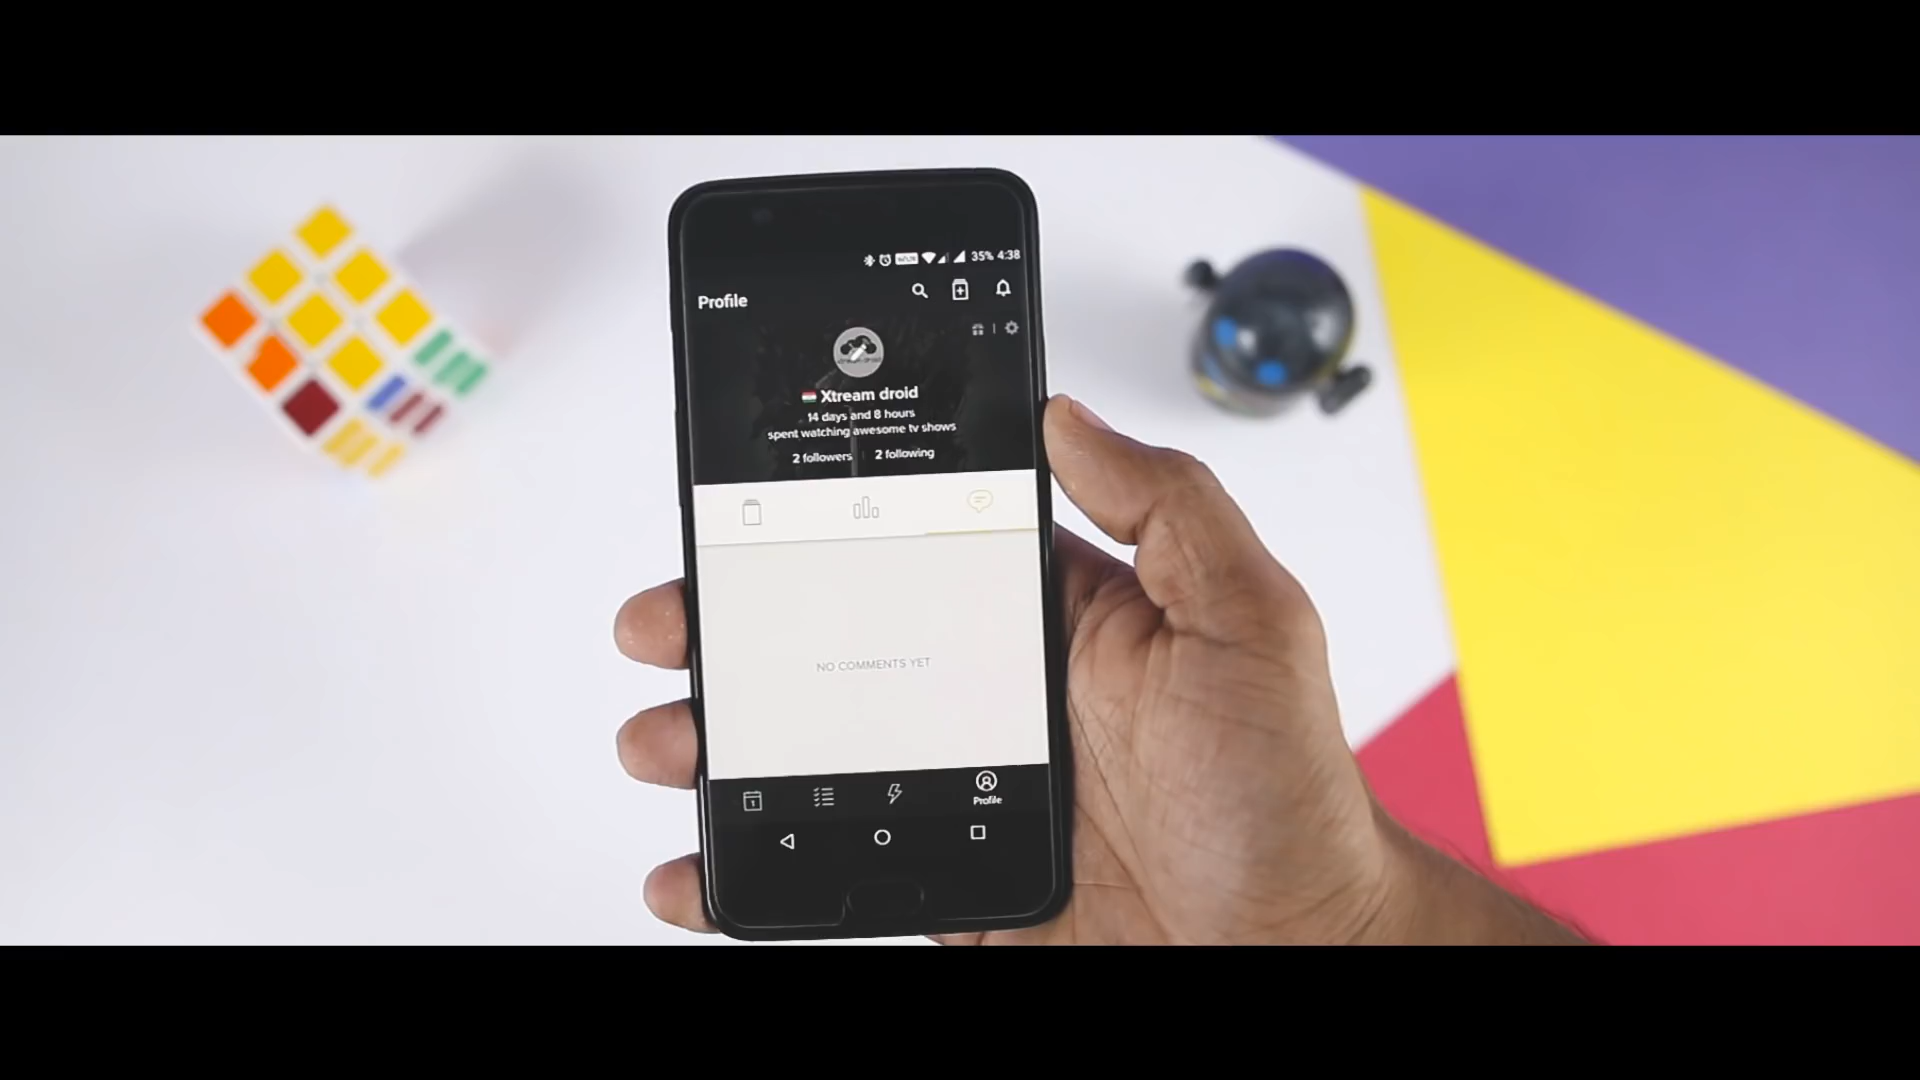 35% 4:38
Profile
Xtream droid
14 days and 8 hours
spent watching awesome tv shows
2 followers | 2 following
NO COMMENTS YET
1
Profile